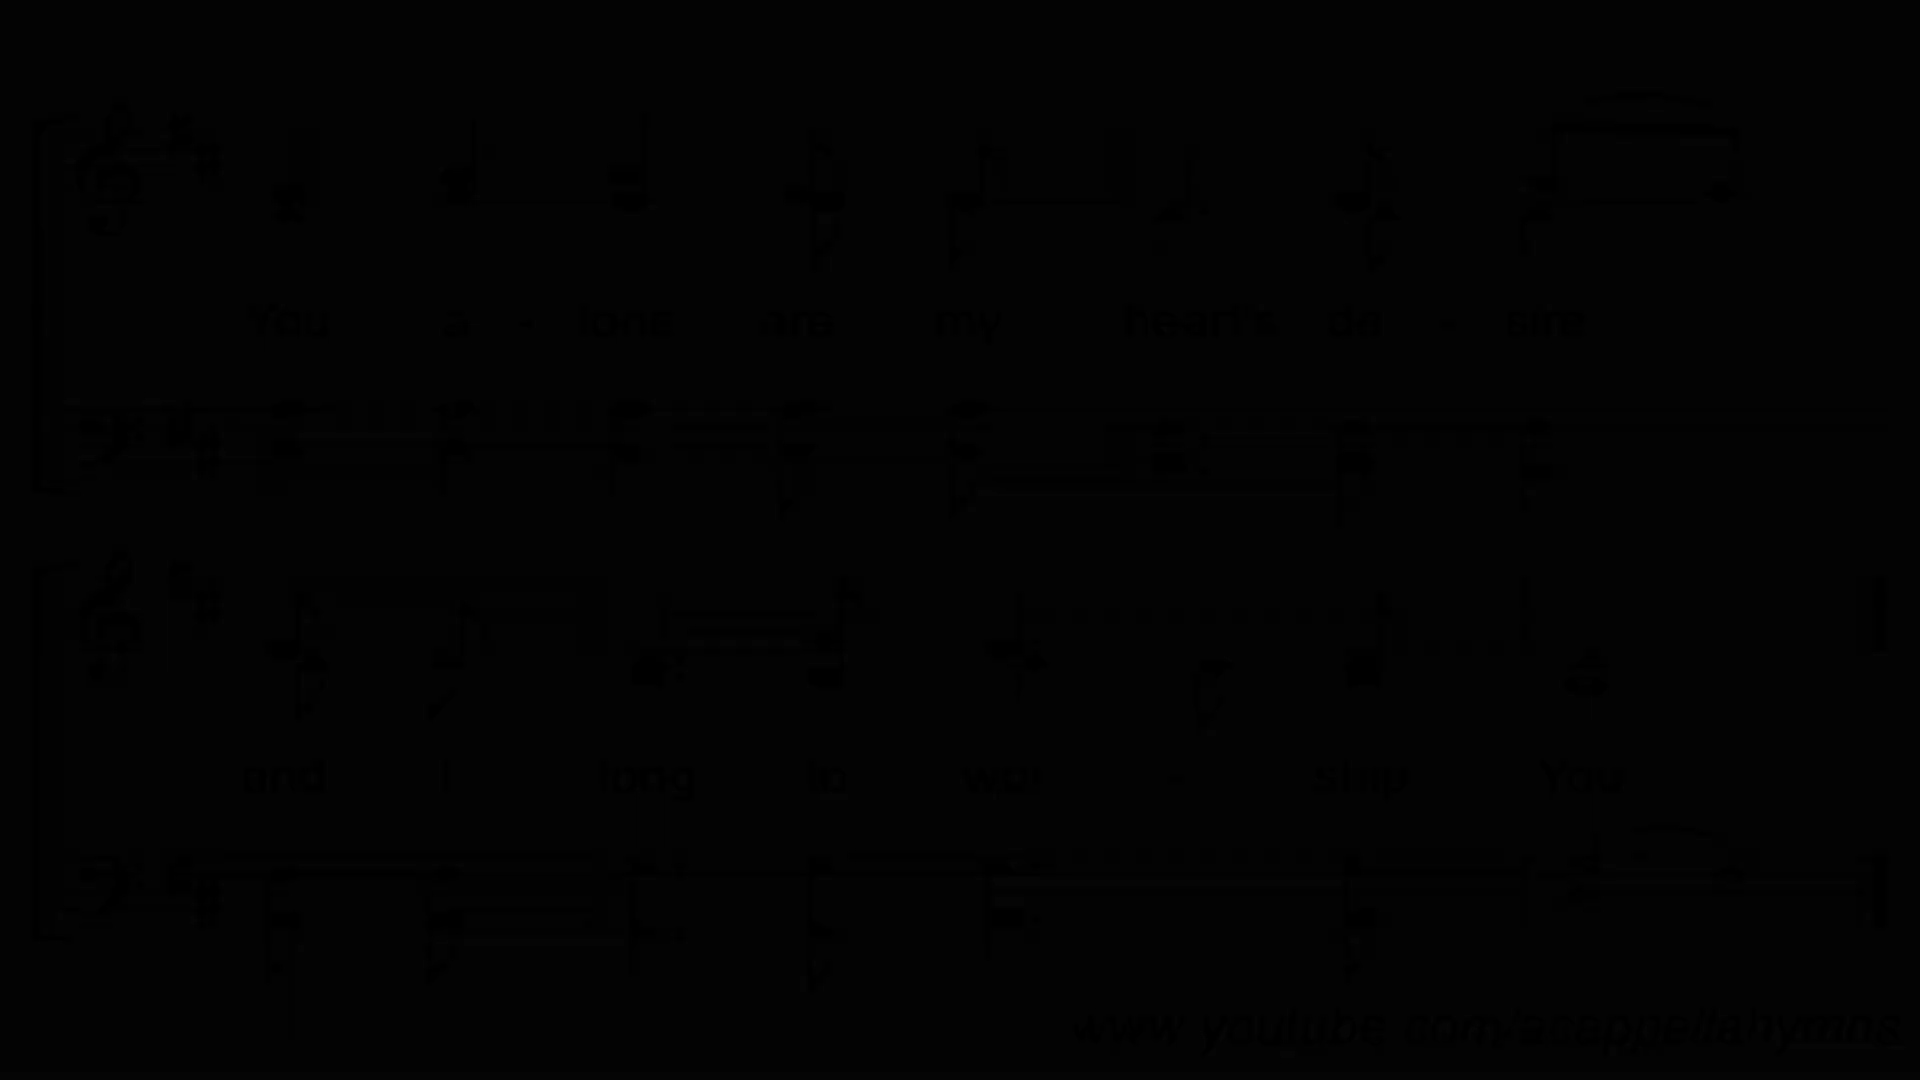 You a - lone are my heart's de - sire
and I long to wor - ship You
www.youtube.com/acappellahymns